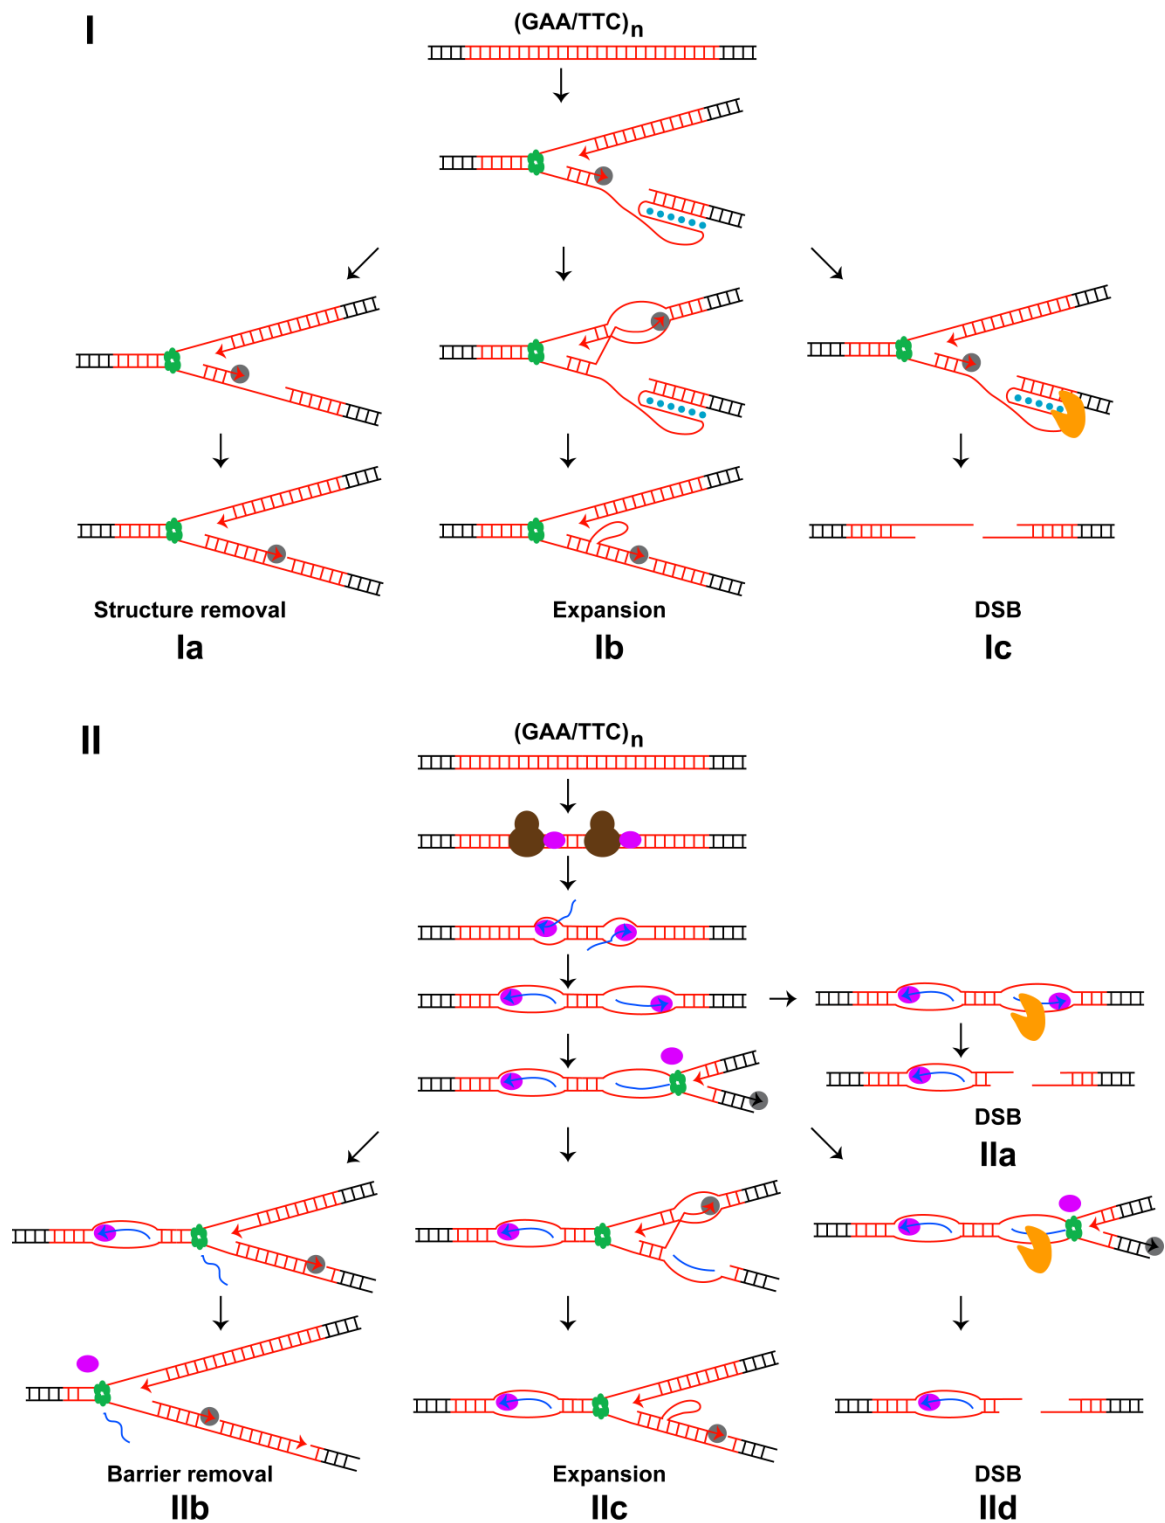 I
(GAA/TTC)n
Structure removal
Ia
Expansion
Ib
DSB
Ic
II
(GAA/TTC)n
DSB
IIa
Barrier removal
IIb
Expansion
IIc
DSB
IId